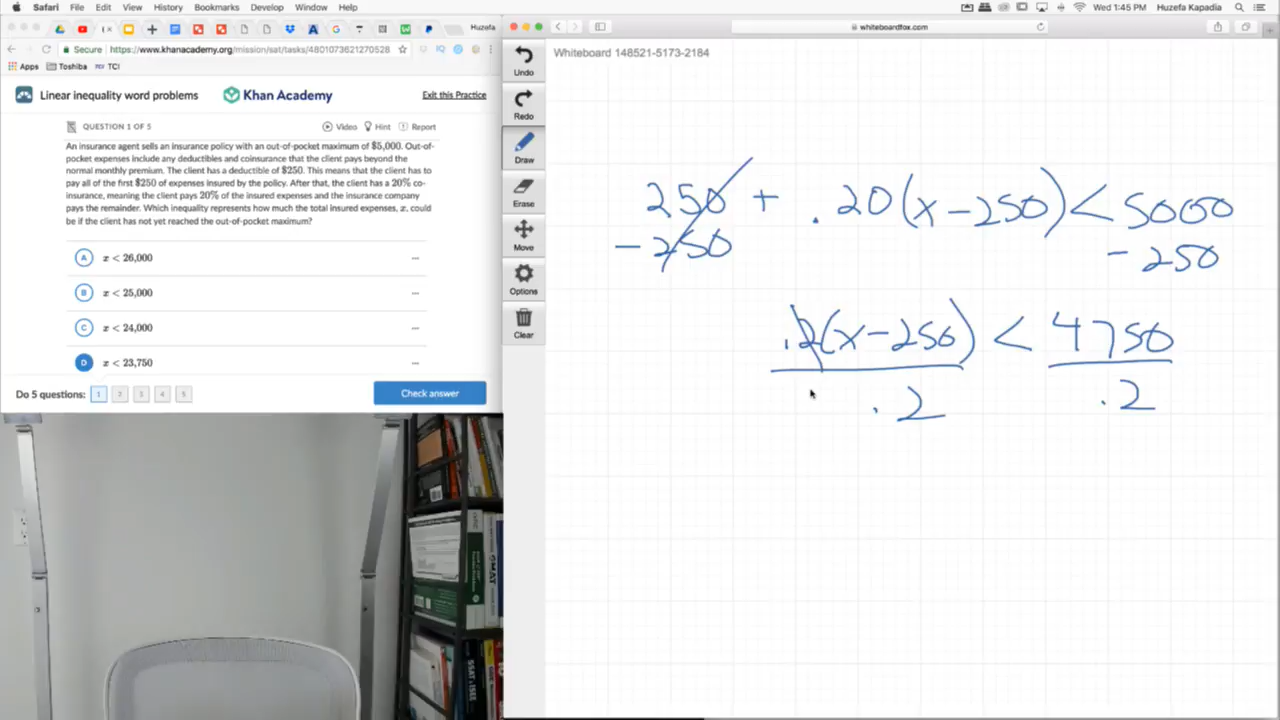 Safari File Edit View History Bookmarks Develop Window Help
Wed 1:45 PM Huzefa Kapadia
Huzefa
Secure https://www.khanacademy.org/mission/sat/tasks/4801073621270528
Apps Toshiba TCI
whiteboardfox.com
Linear inequality word problems Khan Academy Exit this Practice
QUESTION 1 OF 5 Video Hint Report
An insurance agent sells an insurance policy with an out-of-pocket maximum of $5,000. Out-of-
pocket expenses include any deductibles and coinsurance that the client pays beyond the
normal monthly premium. The client has a deductible of $250. This means that the client has to
pay all of the first $250 of expenses insured by the policy. After that, the client has a 20% co-
insurance, meaning the client pays 20% of the insured expenses and the insurance company
pays the remainder. Which inequality represents how much the total insured expenses, x, could
be if the client has not yet reached the out-of-pocket maximum?
A x < 26,000
B x < 25,000
C x < 24,000
D x < 23,750
Do 5 questions: 1 2 3 4 5 Check answer
Whiteboard 148521-5173-2184
Undo
Redo
Draw
Erase
Move
Options
Clear
250 + .20(x-250) < 5000
-250 -250
.2(x-250) < 4750
.2 .2